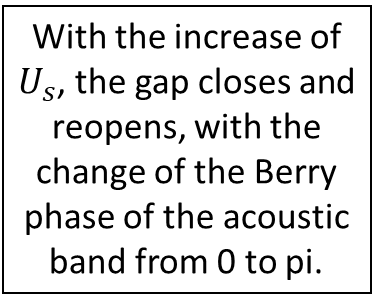 With the increase of
U_S, the gap closes and
reopens, with the
change of the Berry
phase of the acoustic
band from 0 to pi.